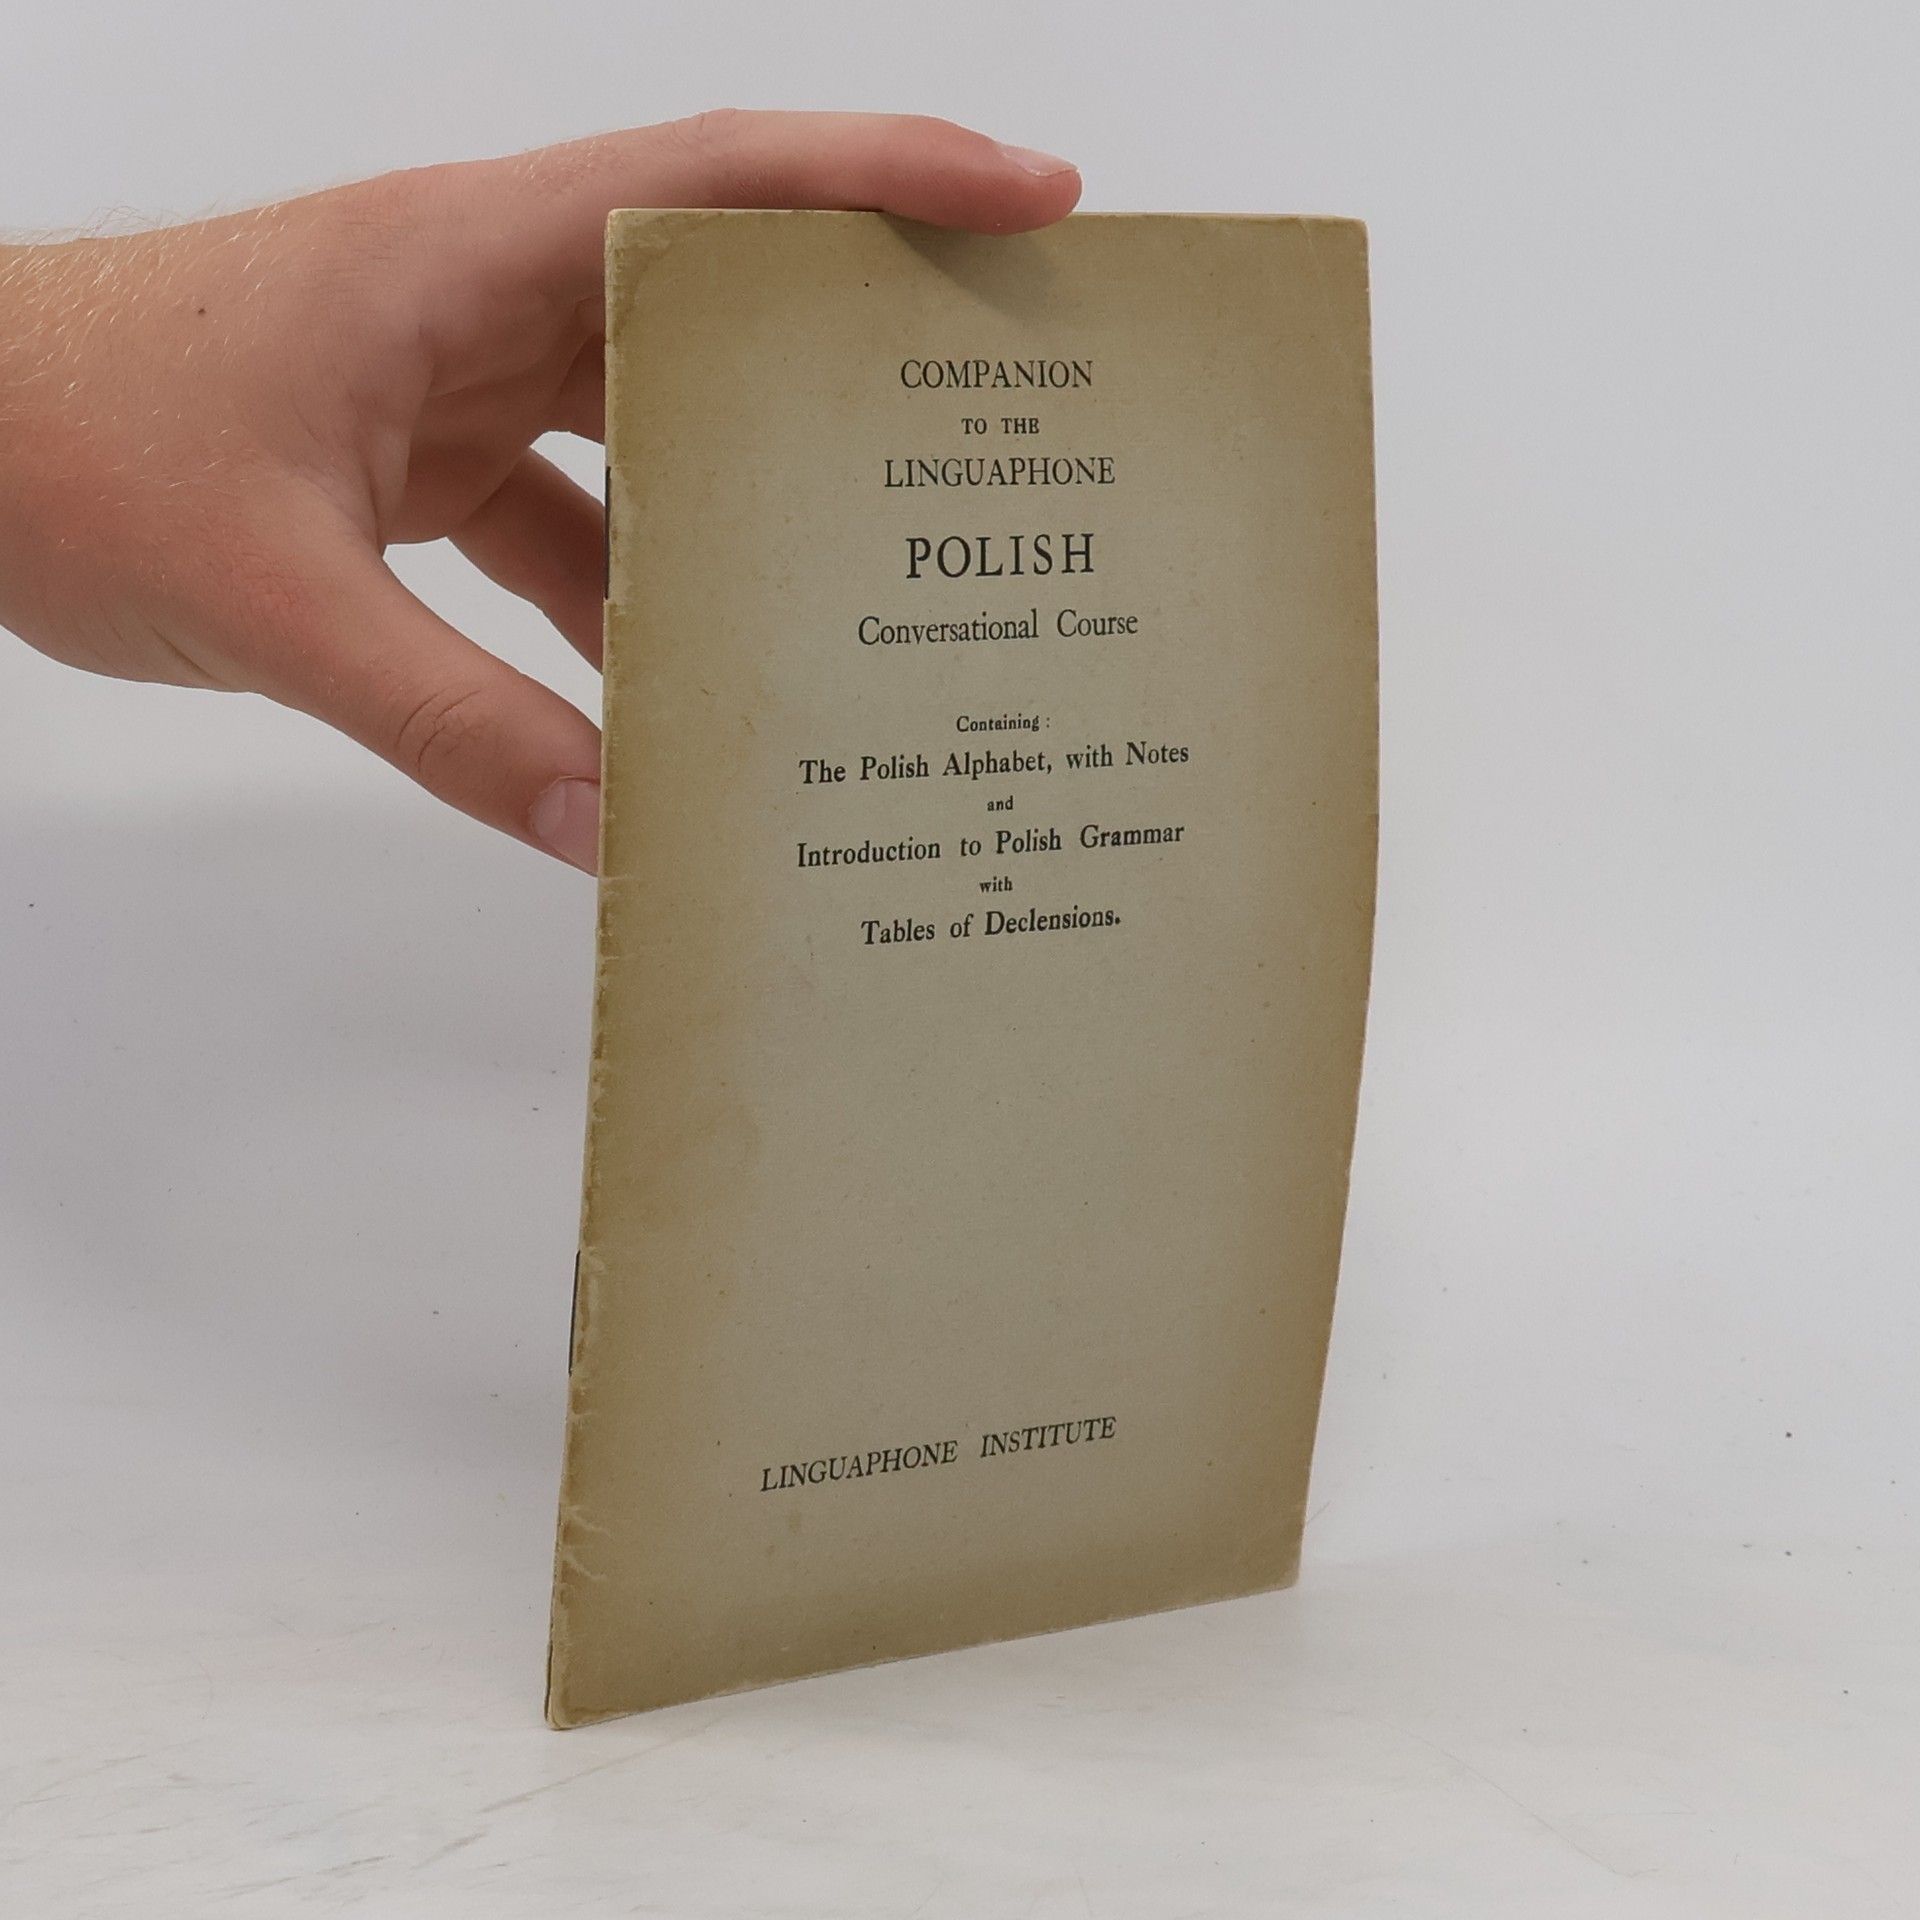 COMPANION
TO THE
LINGUAPHONE
POLISH
Conversational Course
Containing :
The Polish Alphabet, with Notes
and
Introduction to Polish Grammar
with
Tables of Declensions.
LINGUAPHONE INSTITUTE